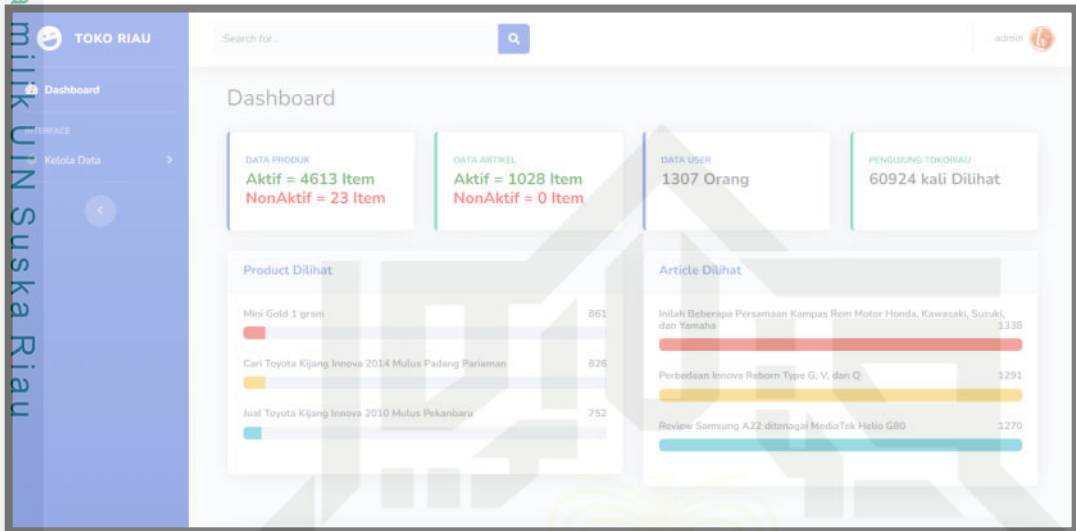 milik UIN Suska Riau
TOKO RIAU
Search for...
admin
Dashboard
INTERFACE
Kelola Data
Dashboard
DATA PRODUK
Aktif = 4613 Item
NonAktif = 23 Item
DATA ARTIKEL
Aktif = 1028 Item
NonAktif = 0 Item
DATA USER
1307 Orang
PENGUJUNG TOKORIAU
60924 kali Dilihat
Product Dilihat
Mini Gold 1 gram 861
Cari Toyota Kijang Innova 2014 Mulus Padang Pariaman 826
Jual Toyota Kijang Innova 2010 Mulus Pekanbaru 752
Article Dilihat
Inilah Beberapa Persamaan Kampas Rem Motor Honda, Kawasaki, Suzuki,
dan Yamaha 1338
Perbedaan Innova Reborn Type G, V, dan Q 1291
Review Samsung A22 ditenagai MediaTek Helio G80 1270